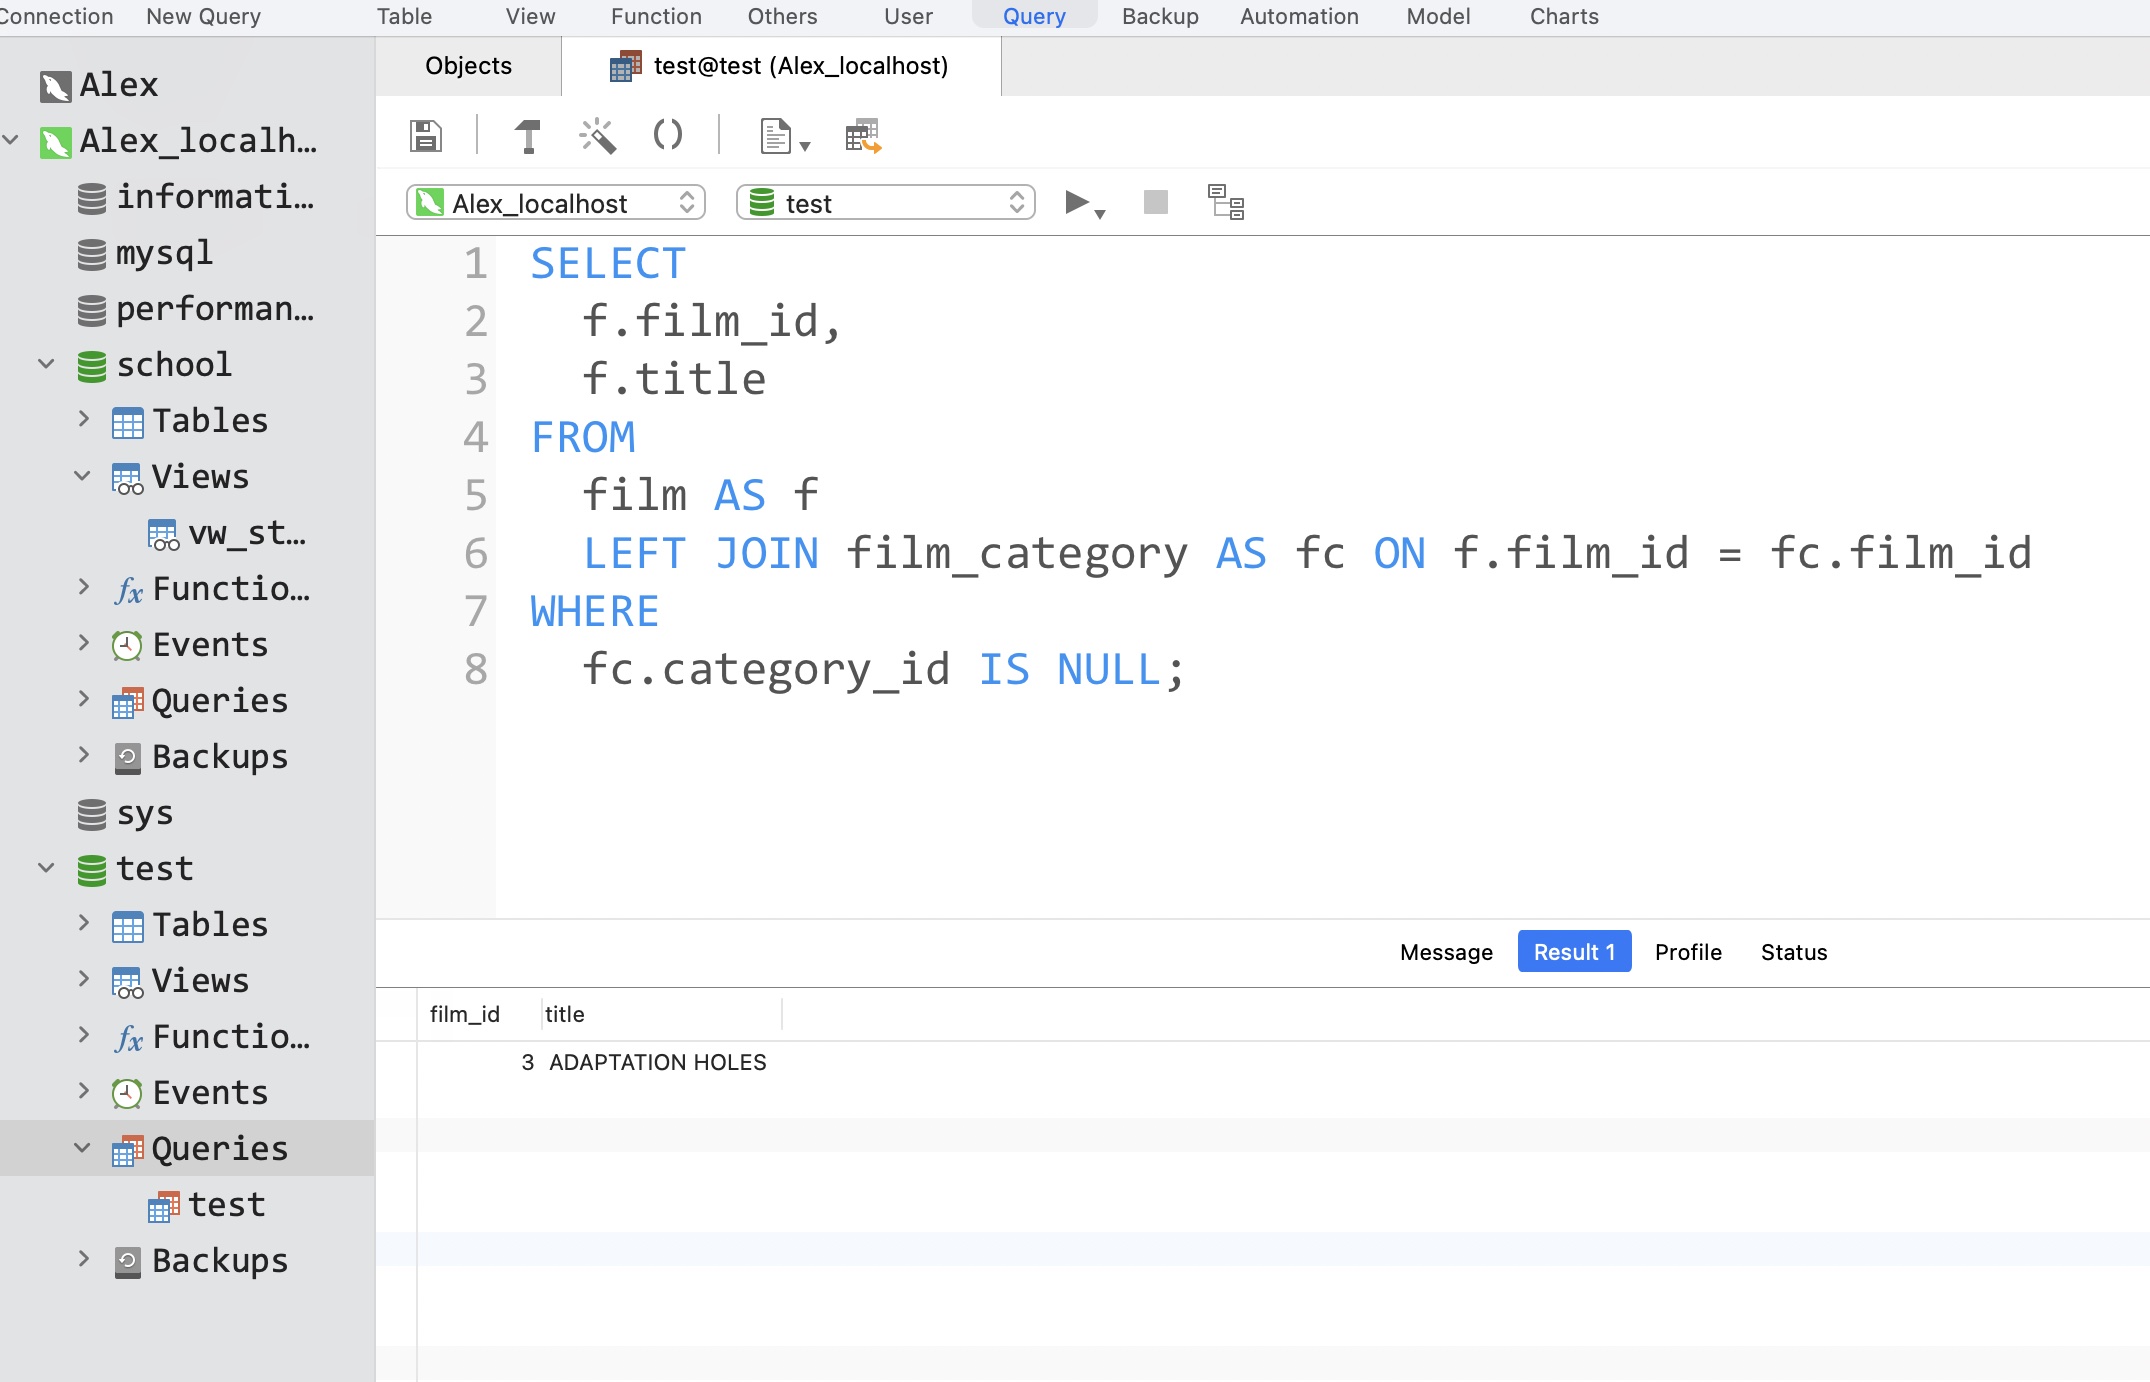 Connection New Query Table View Function Others User Query Backup Automation Model Charts
Alex
Alex_localh...
informati...
mysql
performan...
school
Tables
Views
vw_st...
Functio...
Events
Queries
Backups
sys
test
Tables
Views
Functio...
Events
Queries
test
Backups
Objects test@test (Alex_localhost)
Alex_localhost test
1 SELECT
2 f.film_id,
3 f.title
4 FROM
5 film AS f
6 LEFT JOIN film_category AS fc ON f.film_id = fc.film_id
7 WHERE
8 fc.category_id IS NULL;
Message Result 1 Profile Status
film_id title
3 ADAPTATION HOLES